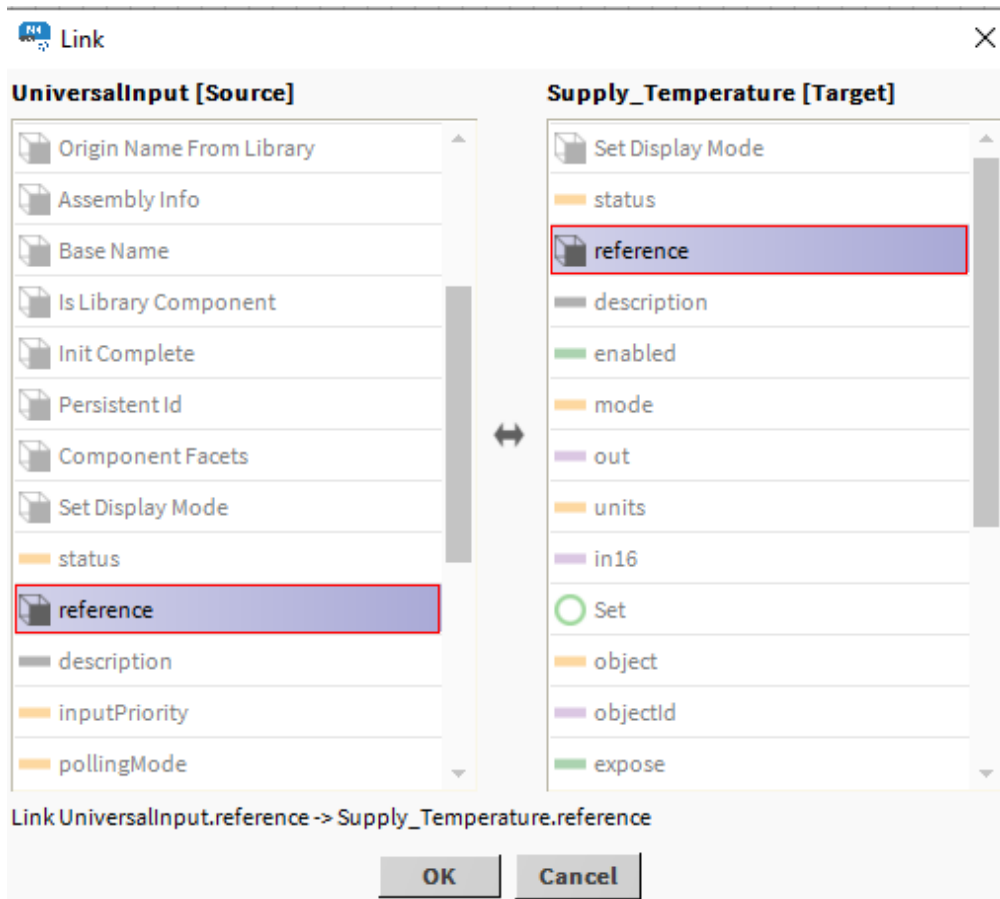 Link
UniversalInput [Source]
Origin Name From Library
Assembly Info
Base Name
Is Library Component
Init Complete
Persistent Id
Component Facets
Set Display Mode
status
reference
description
inputPriority
pollingMode
Supply_Temperature [Target]
Set Display Mode
status
reference
description
enabled
mode
out
units
in16
Set
object
objectId
expose
Link UniversalInput.reference -> Supply_Temperature.reference
OK
Cancel